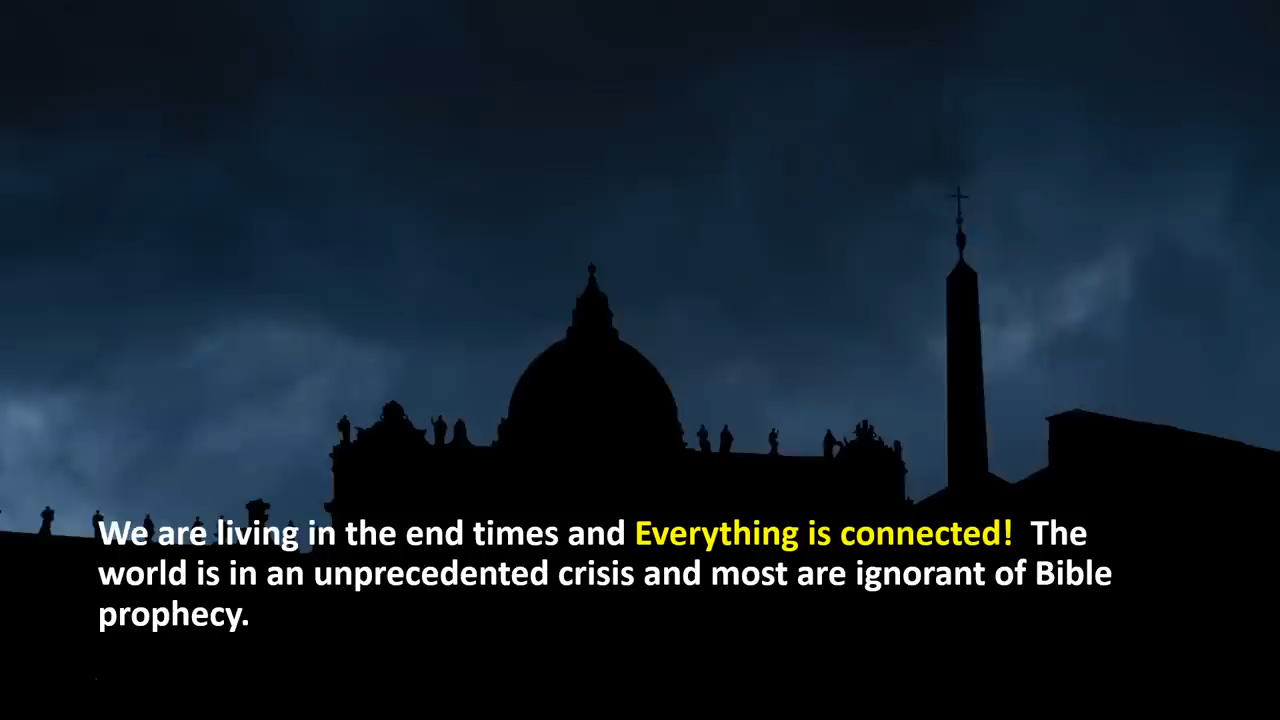 We are living in the end times and Everything is connected!  The
world is in an unprecedented crisis and most are ignorant of Bible
prophecy.